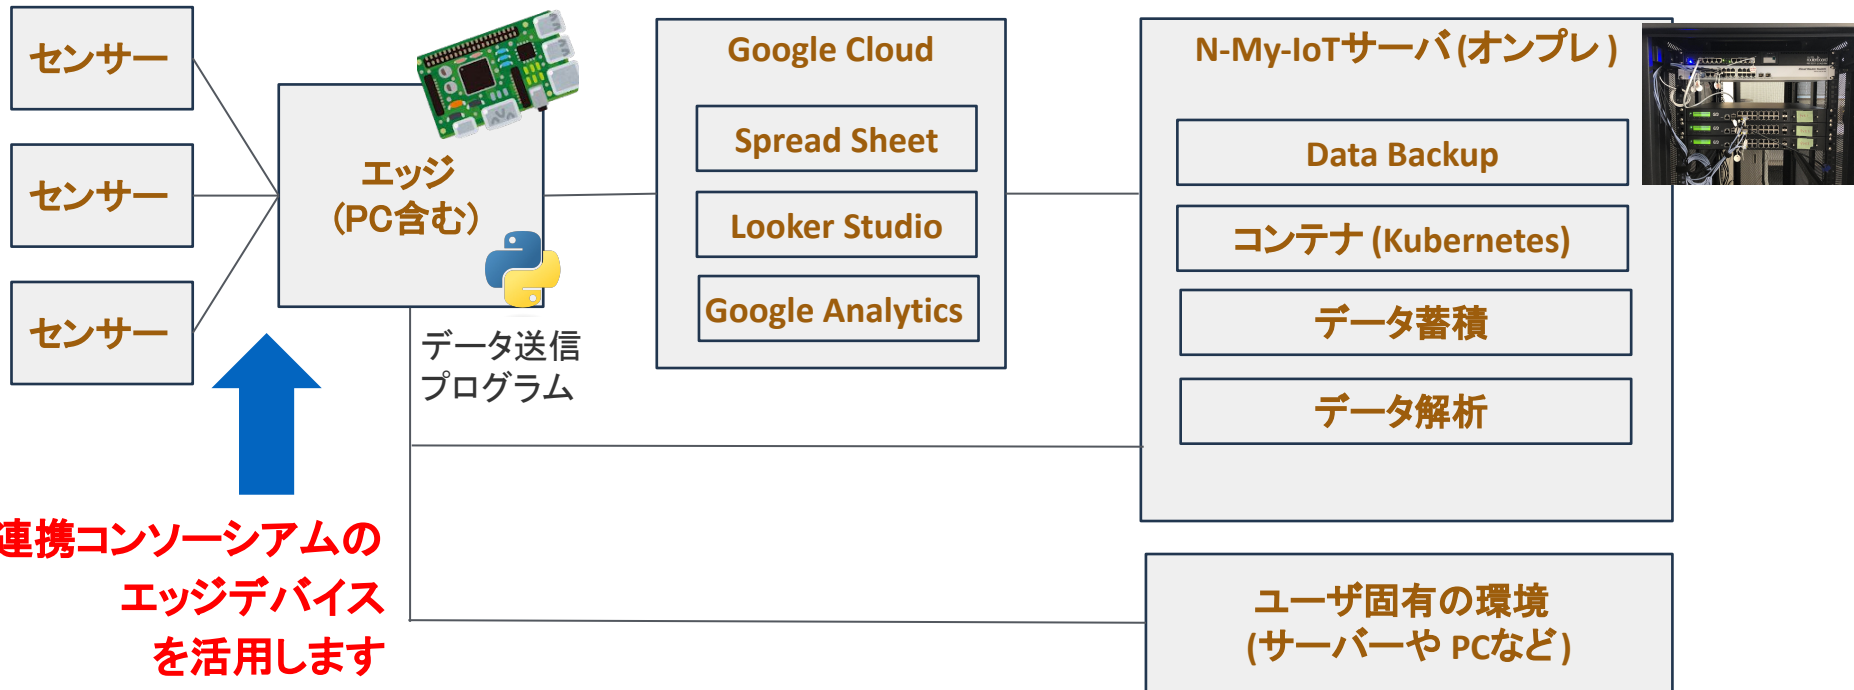 センサー
センサー
センサー
エッジ
(PC含む)
データ送信
プログラム
連携コンソーシアムの
エッジデバイス
を活用します
Google Cloud
Spread Sheet
Looker Studio
Google Analytics
N-My-IoTサーバ(オンプレ)
Data Backup
コンテナ(Kubernetes)
データ蓄積
データ解析
ユーザ固有の環境
(サーバーや PCなど)